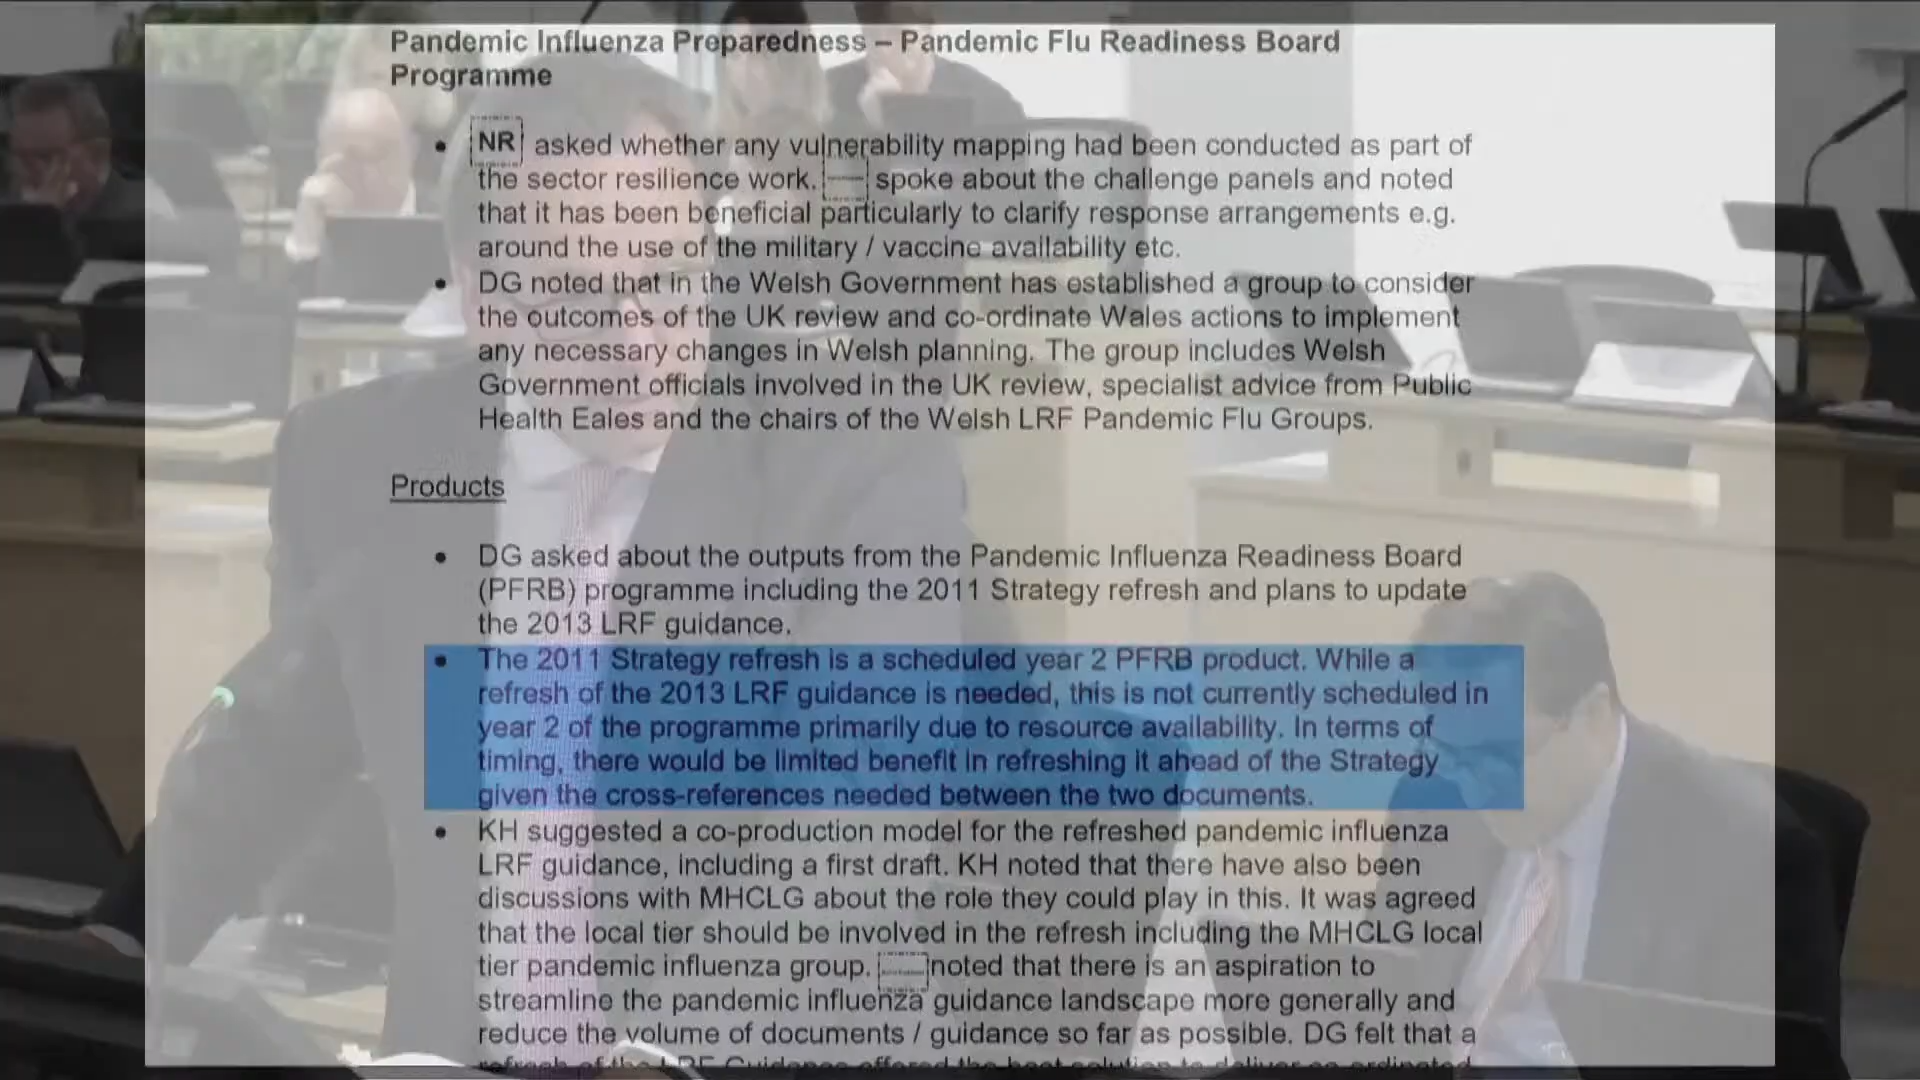 Pandemic Influenza Preparedness – Pandemic Flu Readiness Board
Programme
• NR asked whether any vulnerability mapping had been conducted as part of
the sector resilience work. spoke about the challenge panels and noted
that it has been beneficial particularly to clarify response arrangements e.g.
around the use of the military / vaccine availability etc.
• DG noted that in the Welsh Government has established a group to consider
the outcomes of the UK review and co-ordinate Wales actions to implement
any necessary changes in Welsh planning. The group includes Welsh
Government officials involved in the UK review, specialist advice from Public
Health Eales and the chairs of the Welsh LRF Pandemic Flu Groups.
Products
• DG asked about the outputs from the Pandemic Influenza Readiness Board
(PFRB) programme including the 2011 Strategy refresh and plans to update
the 2013 LRF guidance.
• The 2011 Strategy refresh is a scheduled year 2 PFRB product. While a
refresh of the 2013 LRF guidance is needed, this is not currently scheduled in
year 2 of the programme primarily due to resource availability. In terms of
timing, there would be limited benefit in refreshing it ahead of the Strategy
given the cross-references needed between the two documents.
• KH suggested a co-production model for the refreshed pandemic influenza
LRF guidance, including a first draft. KH noted that there have also been
discussions with MHCLG about the role they could play in this. It was agreed
that the local tier should be involved in the refresh including the MHCLG local
tier pandemic influenza group. noted that there is an aspiration to
streamline the pandemic influenza guidance landscape more generally and
reduce the volume of documents / guidance so far as possible. DG felt that a
refresh of the LRF Guidance offered the best solution to deliver co-ordinated